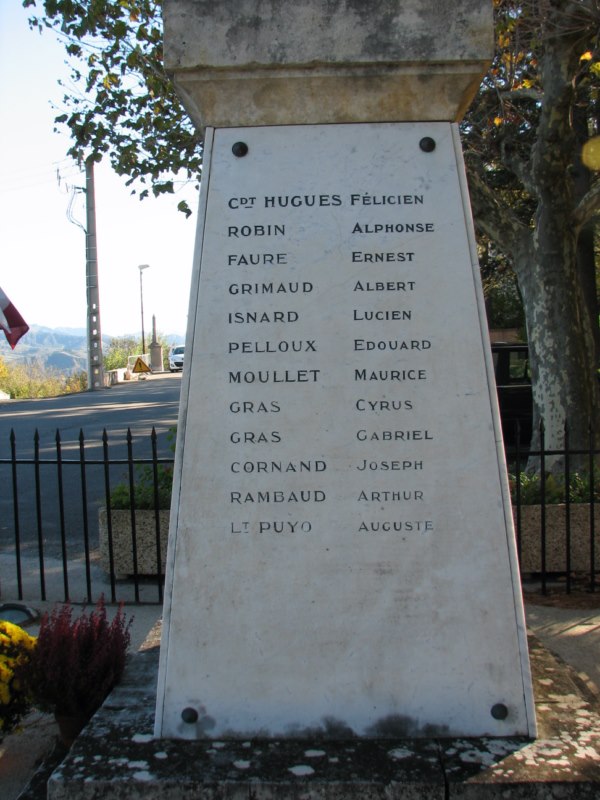 CDT HUGUES FÉLICIEN
ROBIN ALPHONSE
FAURE ERNEST
GRIMAUD ALBERT
ISNARD LUCIEN
PELLOUX EDOUARD
MOULLET MAURICE
GRAS CYRUS
GRAS GABRIEL
CORNAND JOSEPH
RAMBAUD ARTHUR
LT PUYO AUGUSTE